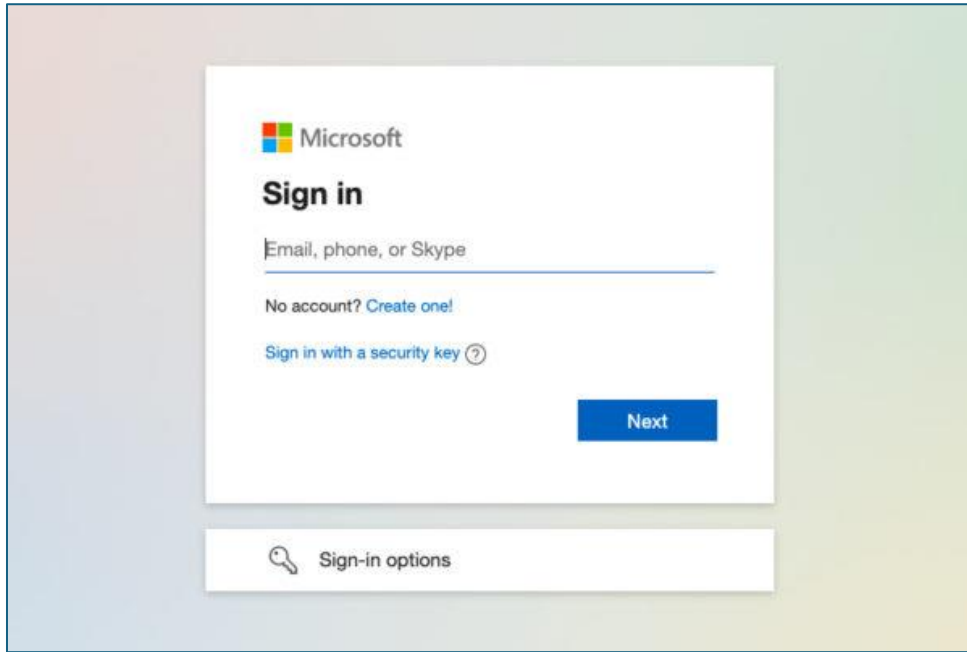 Microsoft
Sign in
Email, phone, or Skype
No account? Create one!
Sign in with a security key
Next
Sign-in options